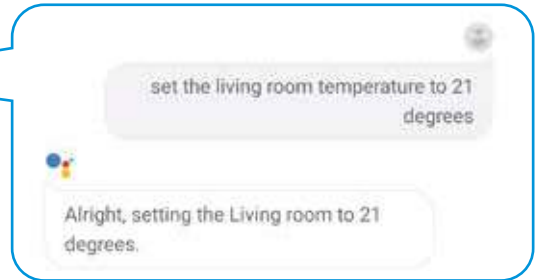 set the living room temperature to 21
degrees
Alright, setting the Living room to 21
degrees.